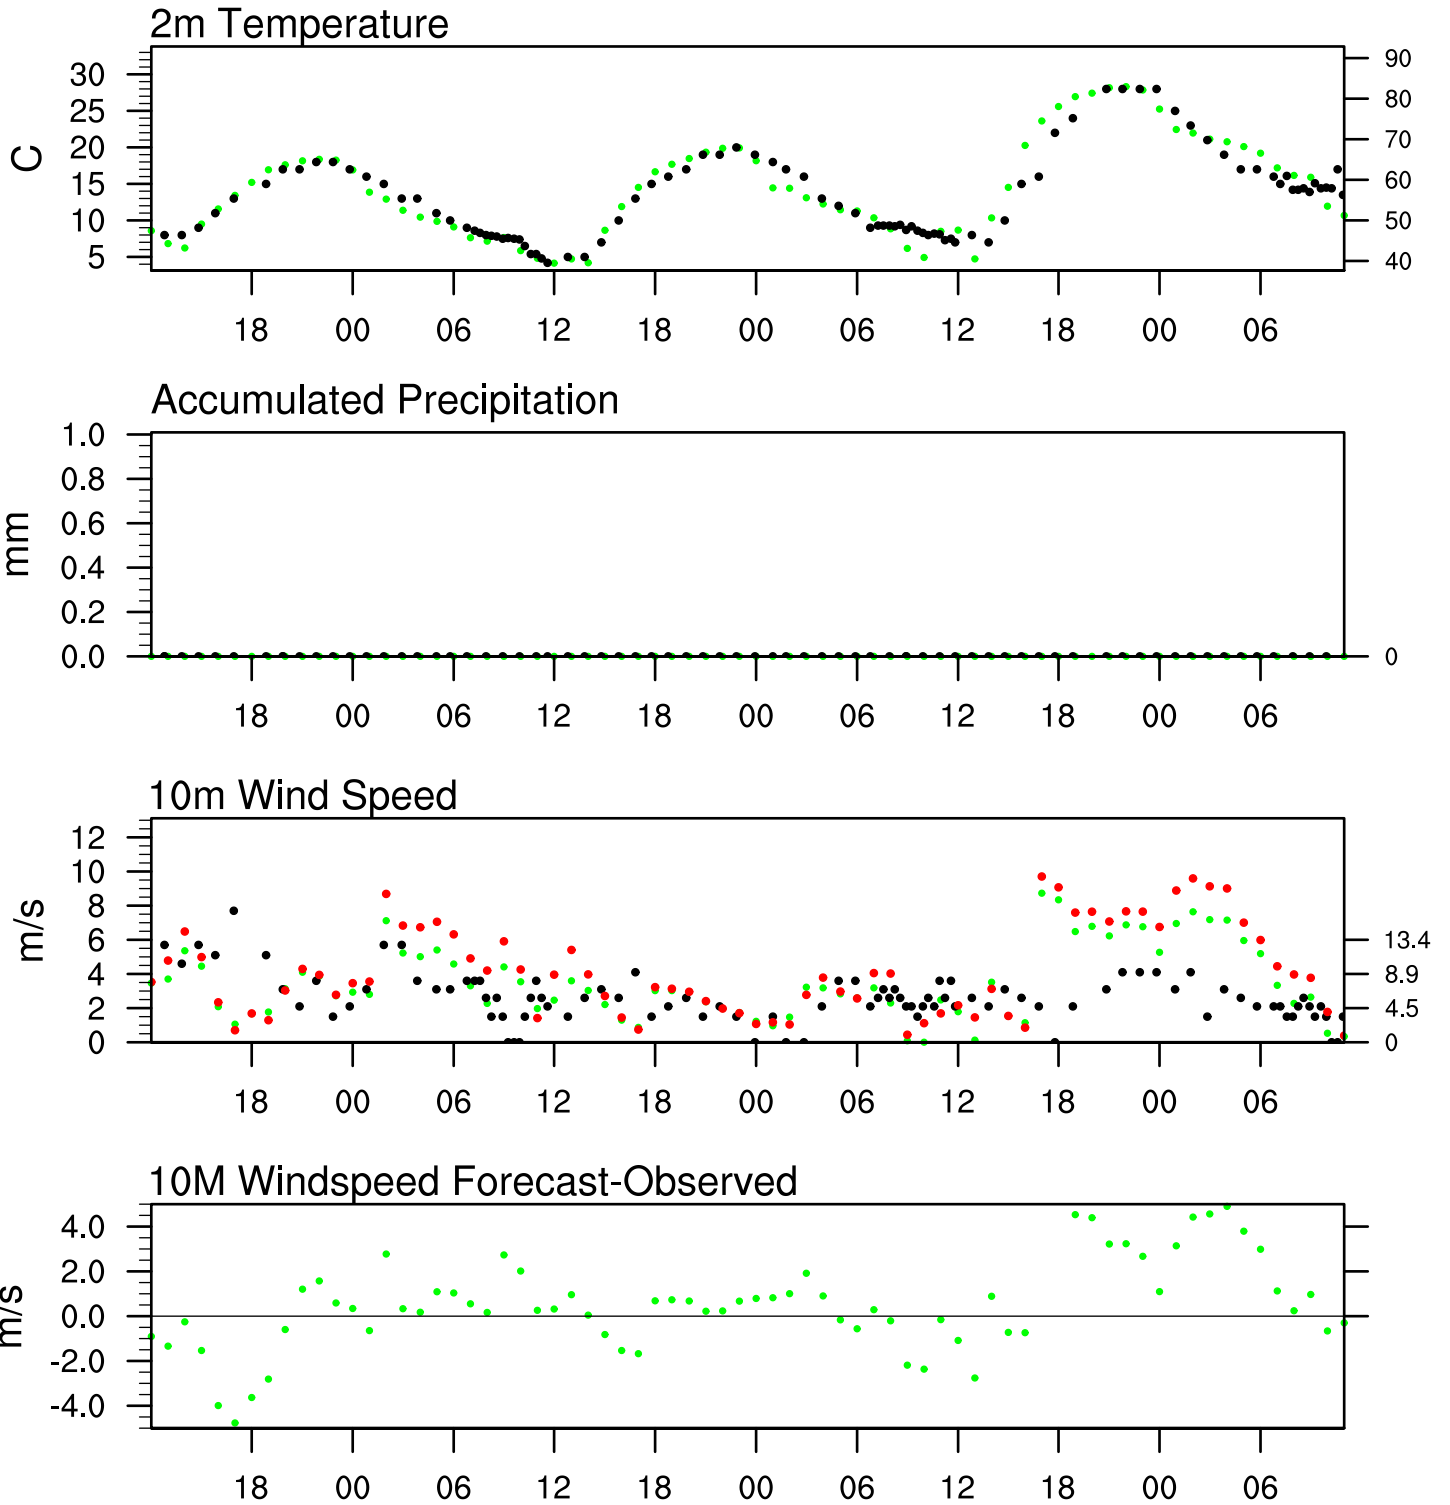 2m Temperature
C
30
25
20
15
10
5
90
80
70
60
50
40
18 00 06 12 18 00 06 12 18 00 06
Accumulated Precipitation
mm
1.0
0.8
0.6
0.4
0.2
0.0
0
18 00 06 12 18 00 06 12 18 00 06
10m Wind Speed
m/s
12
10
8
6
4
2
0
13.4
8.9
4.5
0
18 00 06 12 18 00 06 12 18 00 06
10M Windspeed Forecast-Observed
m/s
4.0
2.0
0.0
-2.0
-4.0
18 00 06 12 18 00 06 12 18 00 06